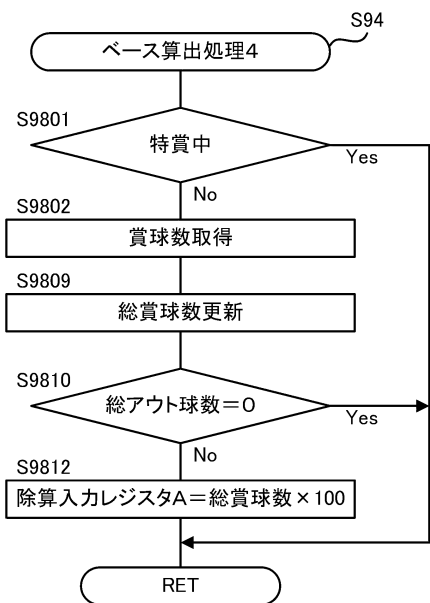 S94
ベース算出処理4
S9801
特賞中
Yes
No
S9802
賞球数取得
S9809
総賞球数更新
S9810
総アウト球数=0
Yes
No
S9812
除算入力レジスタA=総賞球数×100
RET